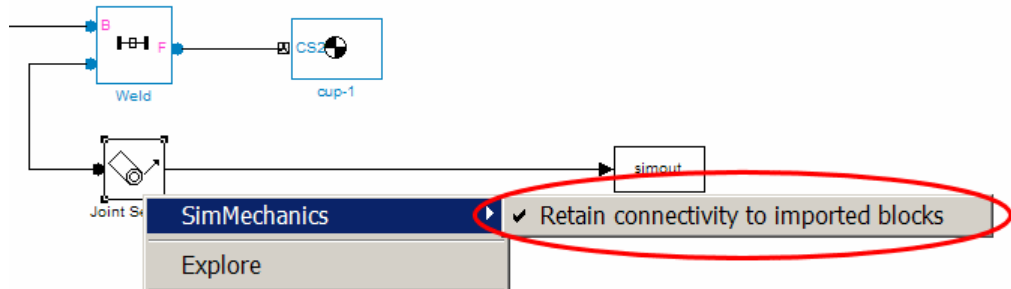 B
F
CS2
Weld
cup-1
simout
Joint Se
SimMechanics
Retain connectivity to imported blocks
Explore